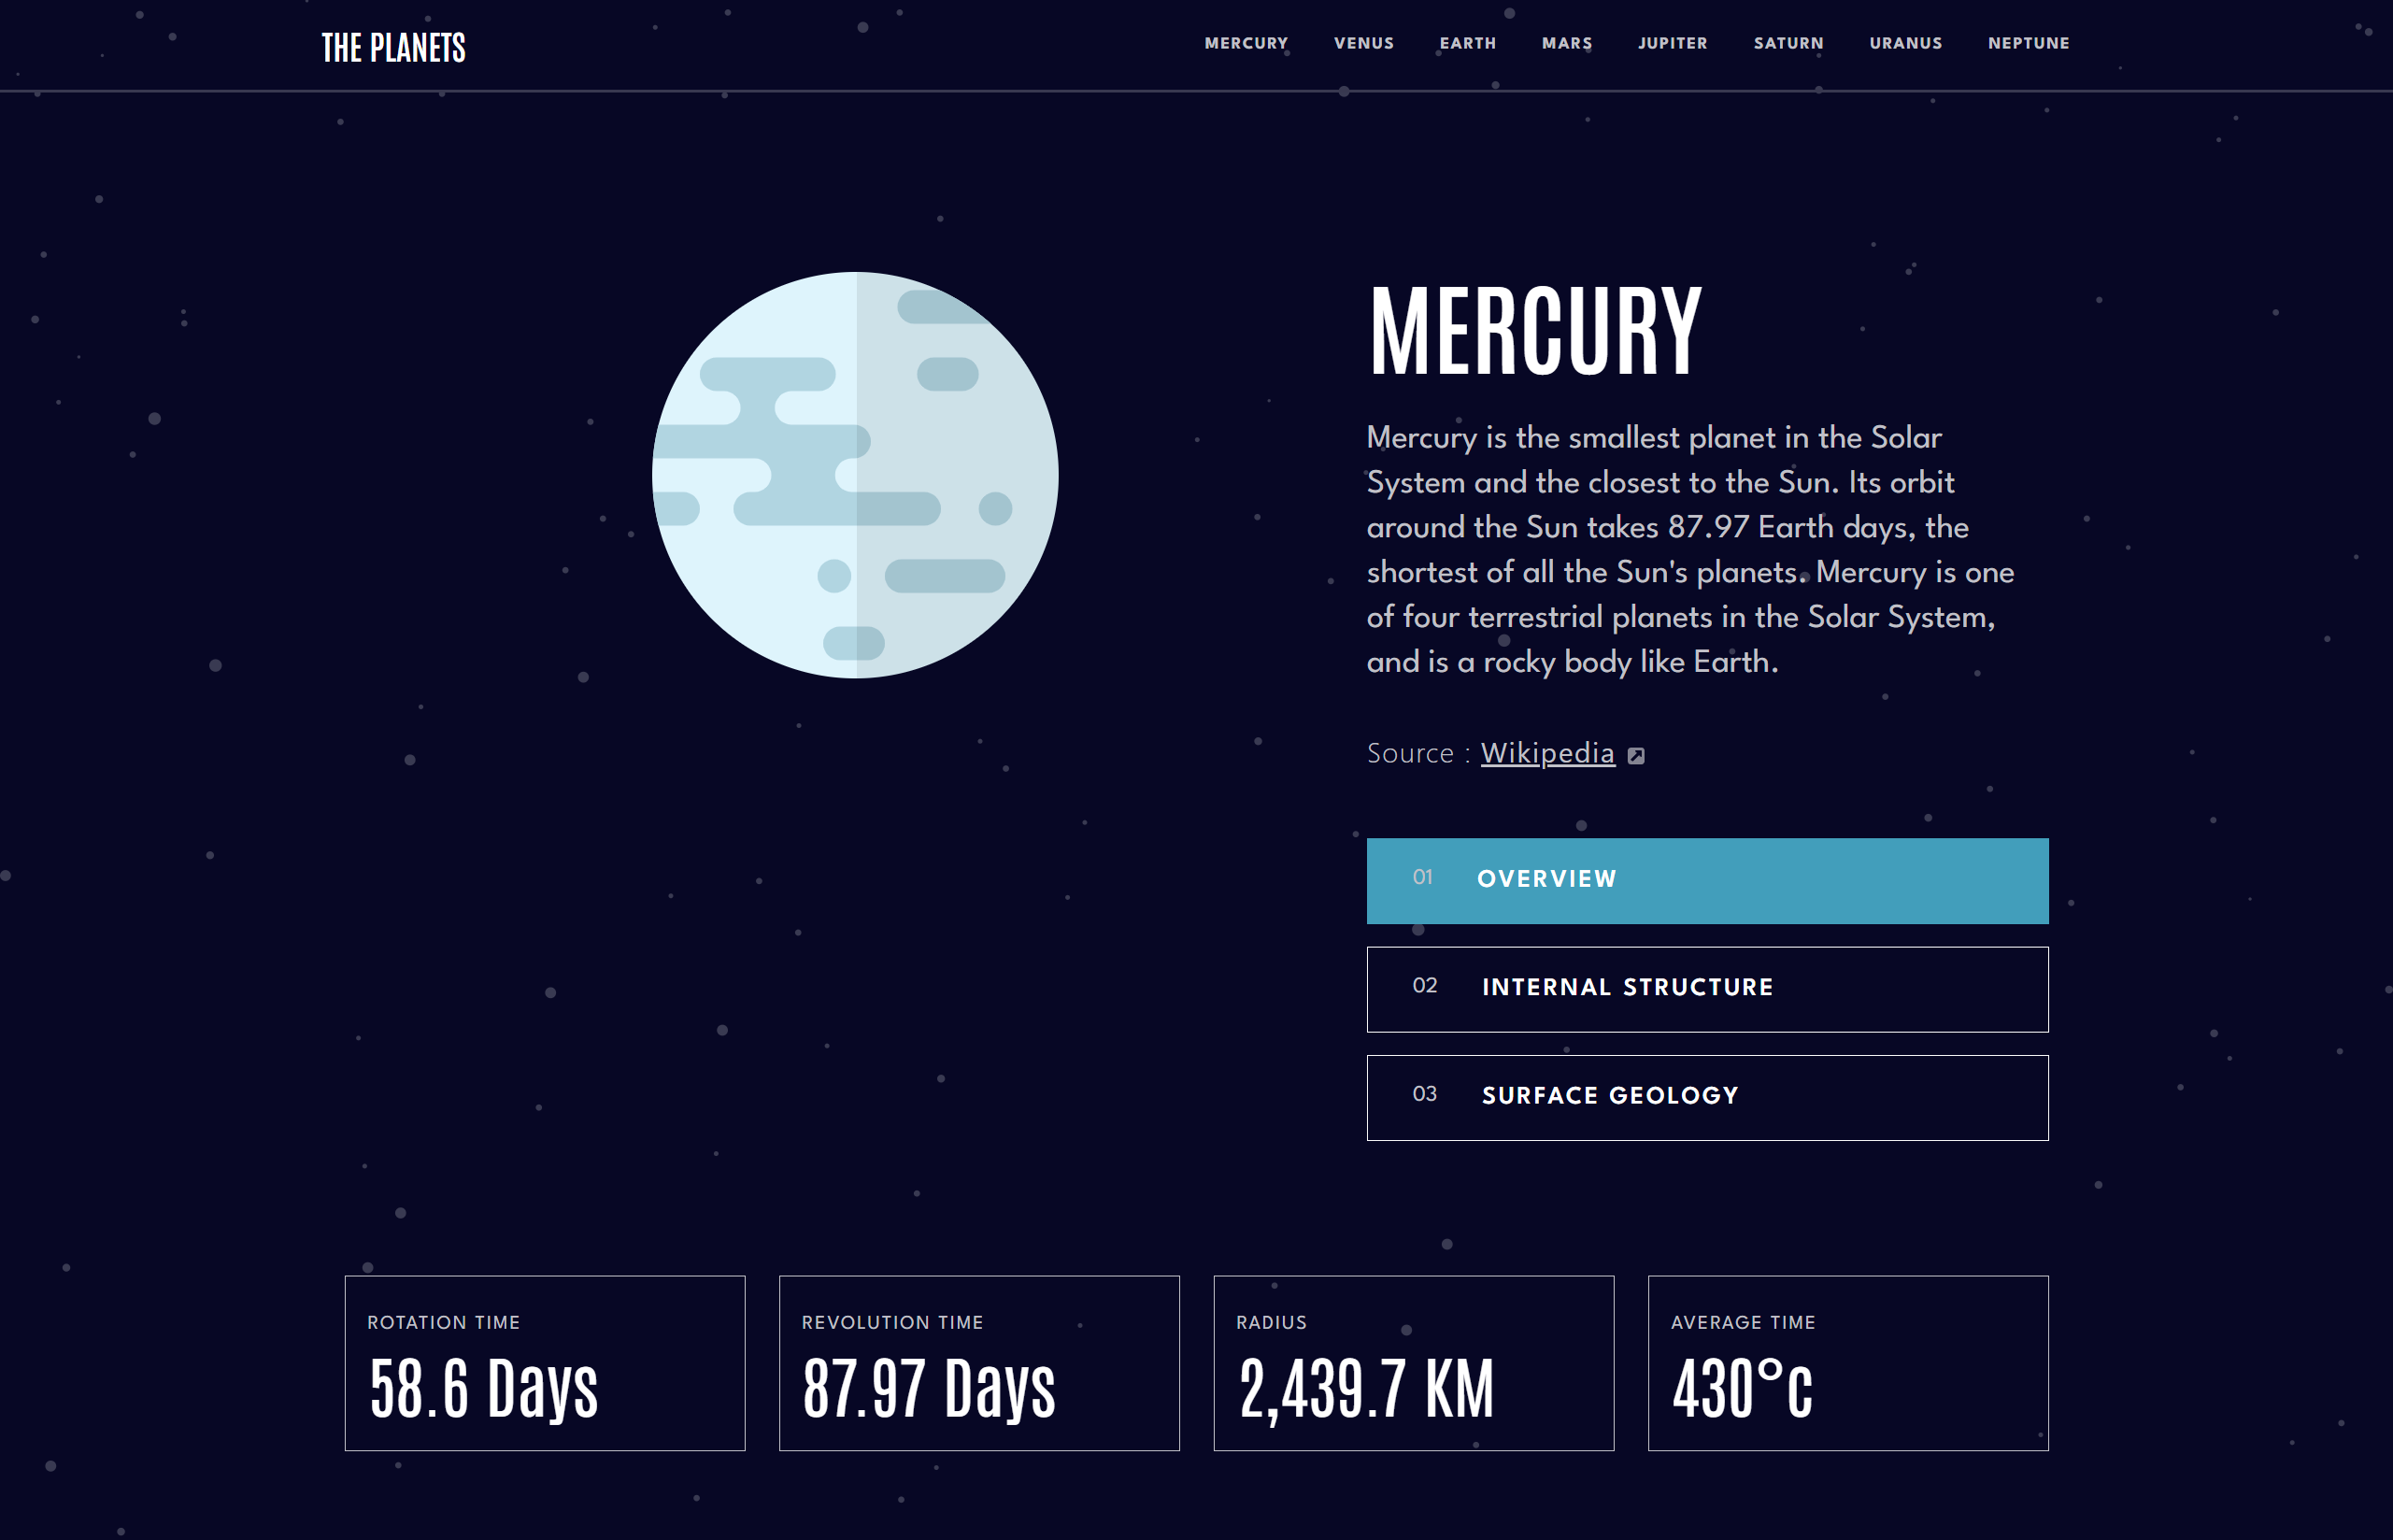 THE PLANETS
MERCURY VENUS EARTH MARS JUPITER SATURN URANUS NEPTUNE
MERCURY
Mercury is the smallest planet in the Solar
System and the closest to the Sun. Its orbit
around the Sun takes 87.97 Earth days, the
shortest of all the Sun's planets. Mercury is one
of four terrestrial planets in the Solar System,
and is a rocky body like Earth.
Source : Wikipedia
01 OVERVIEW
02 INTERNAL STRUCTURE
03 SURFACE GEOLOGY
ROTATION TIME
58.6 Days
REVOLUTION TIME
87.97 Days
RADIUS
2,439.7 KM
AVERAGE TIME
430°c